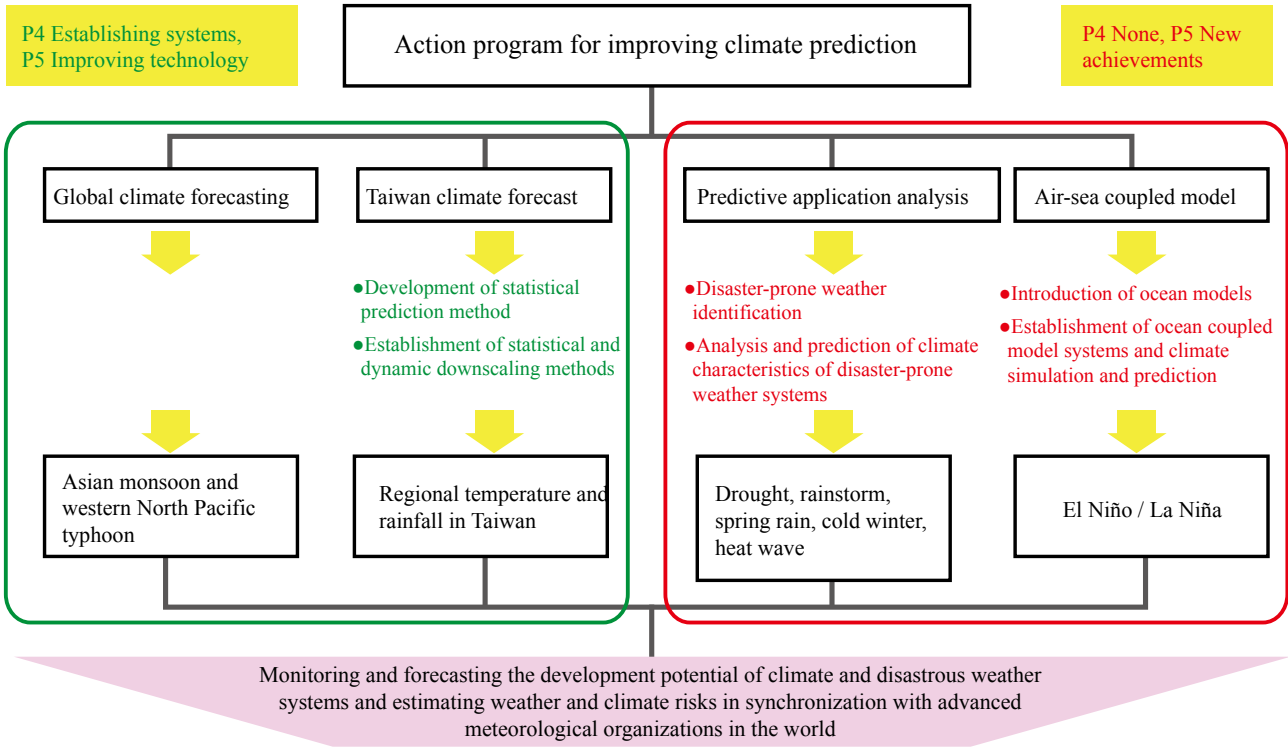 P4 Establishing systems,
P5 Improving technology
Action program for improving climate prediction
P4 None, P5 New
achievements
Global climate forecasting
Taiwan climate forecast
Predictive application analysis
Air-sea coupled model
●Development of statistical
prediction method
●Establishment of statistical and
dynamic downscaling methods
●Disaster-prone weather
identification
●Analysis and prediction of climate
characteristics of disaster-prone
weather systems
●Introduction of ocean models
●Establishment of ocean coupled
model systems and climate
simulation and prediction
Asian monsoon and
western North Pacific
typhoon
Regional temperature and
rainfall in Taiwan
Drought, rainstorm,
spring rain, cold winter,
heat wave
El Niño / La Niña
Monitoring and forecasting the development potential of climate and disastrous weather
systems and estimating weather and climate risks in synchronization with advanced
meteorological organizations in the world